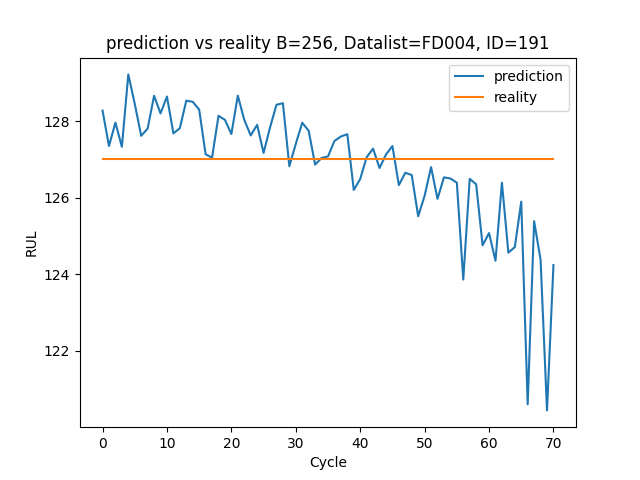 prediction vs reality B=256, Datalist=FD004, ID=191
prediction
reality
128
126
124
122
RUL
0 10 20 30 40 50 60 70
Cycle